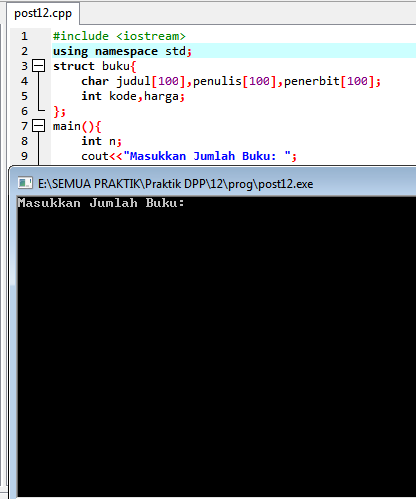 post12.cpp
1 #include <iostream>
2 using namespace std;
3 struct buku{
4 char judul[100],penulis[100],penerbit[100];
5 int kode,harga;
6 };
7 main(){
8 int n;
9 cout<<"Masukkan Jumlah Buku: ";
E:\SEMUA PRAKTIK\Praktik DPP\12\prog\post12.exe
Masukkan Jumlah Buku: